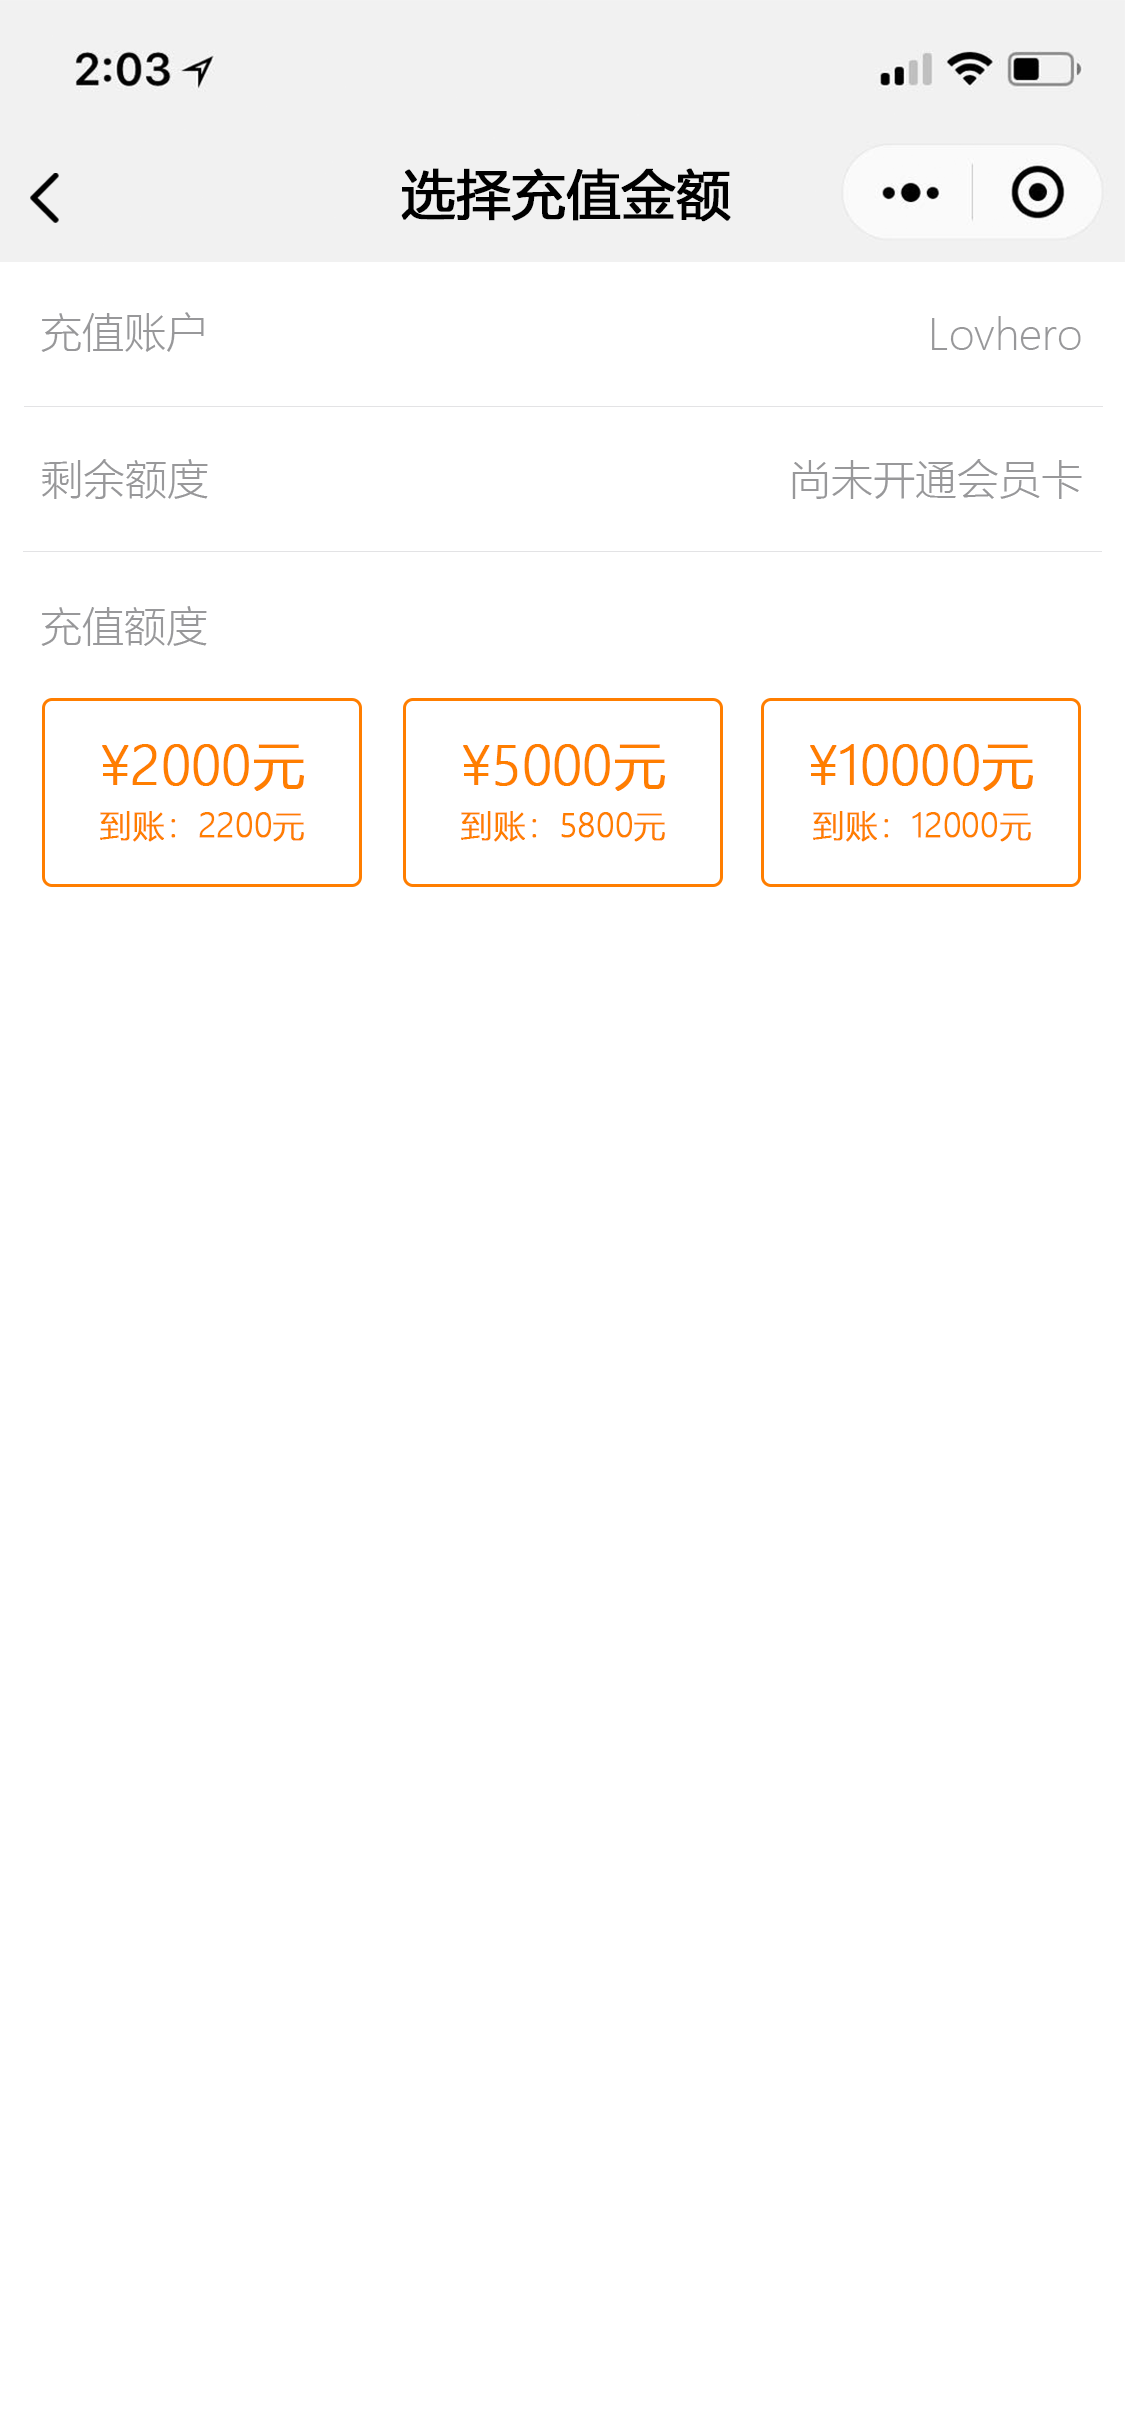 2:03
选择充值金额
充值账户 Lovhero
剩余额度 尚未开通会员卡
充值额度
¥2000元 ¥5000元 ¥10000元
到账：2200元 到账：5800元 到账：12000元